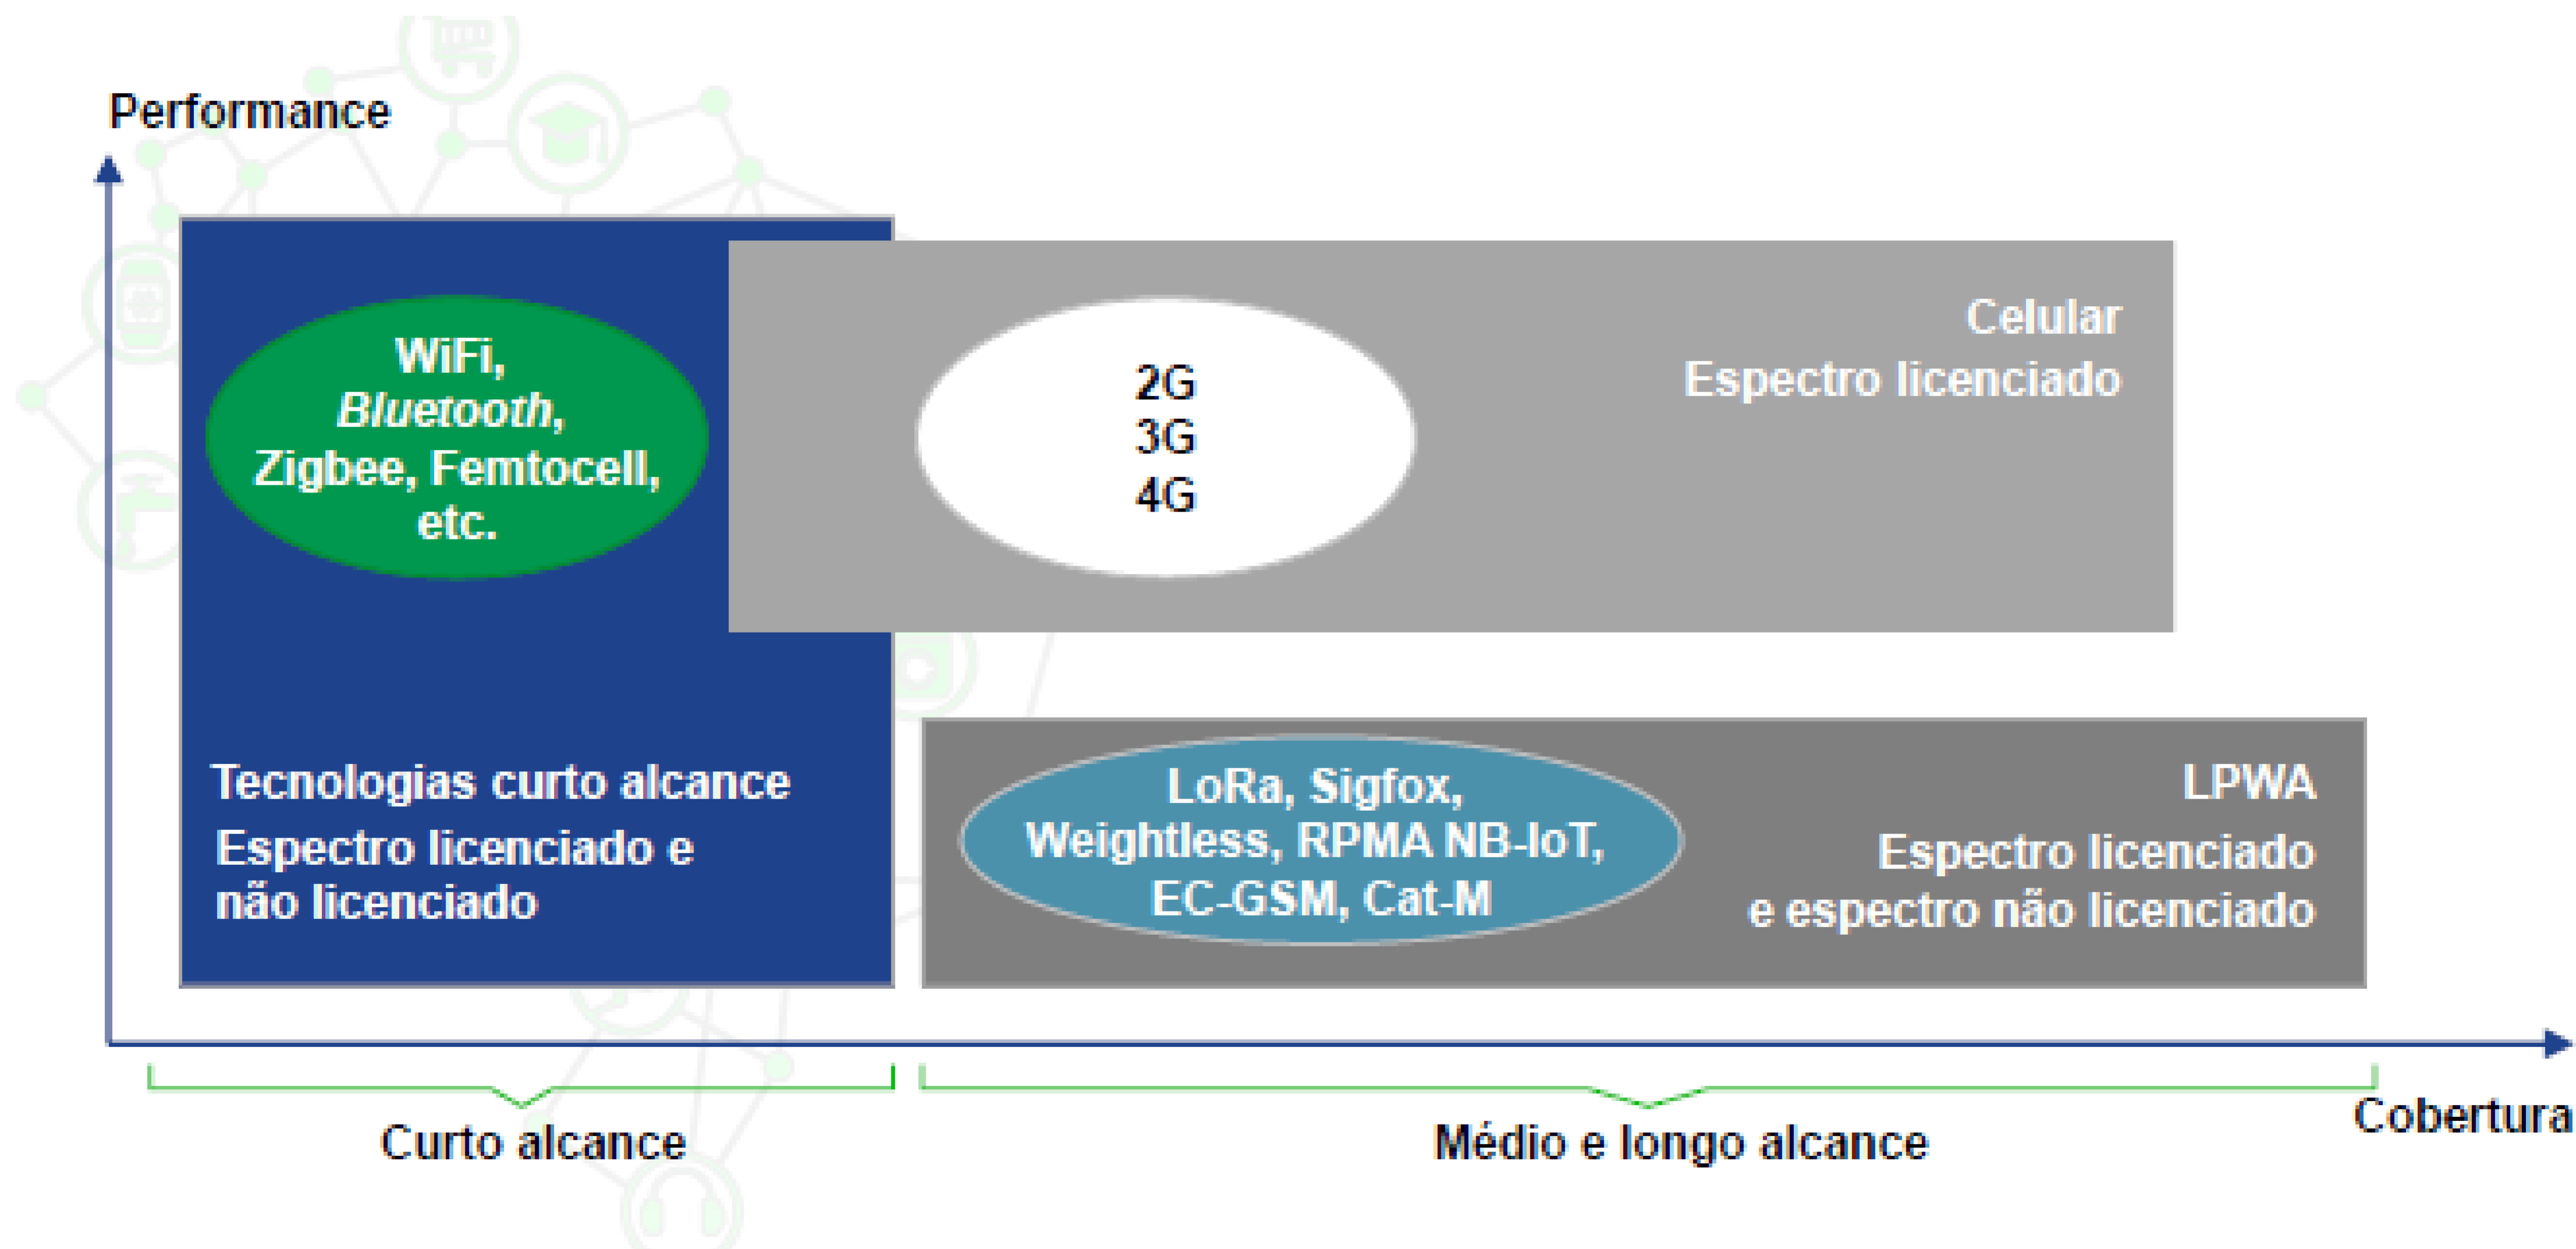 Performance
WiFi,
Bluetooth,
Zigbee, Femtocell,
etc.
2G
3G
4G
Celular
Espectro licenciado
Tecnologias curto alcance
Espectro licenciado e
não licenciado
LoRa, Sigfox,
Weightless, RPMA NB-IoT,
EC-GSM, Cat-M
LPWA
Espectro licenciado
e espectro não licenciado
Curto alcance
Médio e longo alcance
Cobertura